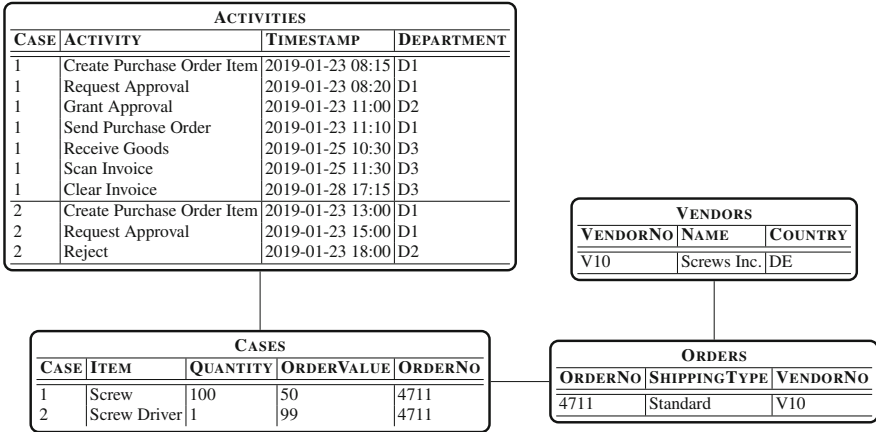 ACTIVITIES
CASE ACTIVITY TIMESTAMP DEPARTMENT
1 Create Purchase Order Item 2019-01-23 08:15 D1
1 Request Approval 2019-01-23 08:20 D1
1 Grant Approval 2019-01-23 11:00 D2
1 Send Purchase Order 2019-01-23 11:10 D1
1 Receive Goods 2019-01-25 10:30 D3
1 Scan Invoice 2019-01-25 11:30 D3
1 Clear Invoice 2019-01-28 17:15 D3
2 Create Purchase Order Item 2019-01-23 13:00 D1
2 Request Approval 2019-01-23 15:00 D1
2 Reject 2019-01-23 18:00 D2
VENDORS
VENDORNO NAME COUNTRY
V10 Screws Inc. DE
CASES
CASE ITEM QUANTITY ORDERVALUE ORDERNO
1 Screw 100 50 4711
2 Screw Driver 1 99 4711
ORDERS
ORDERNO SHIPPINGTYPE VENDORNO
4711 Standard V10